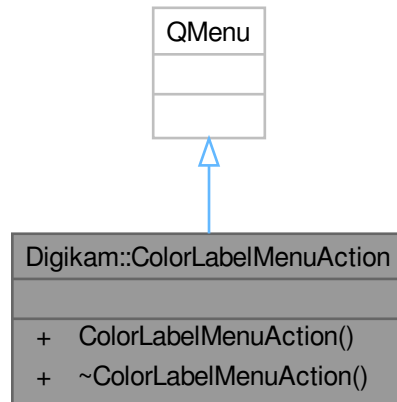 QMenu
Digikam::ColorLabelMenuAction
+ ColorLabelMenuAction()
+ ~ColorLabelMenuAction()